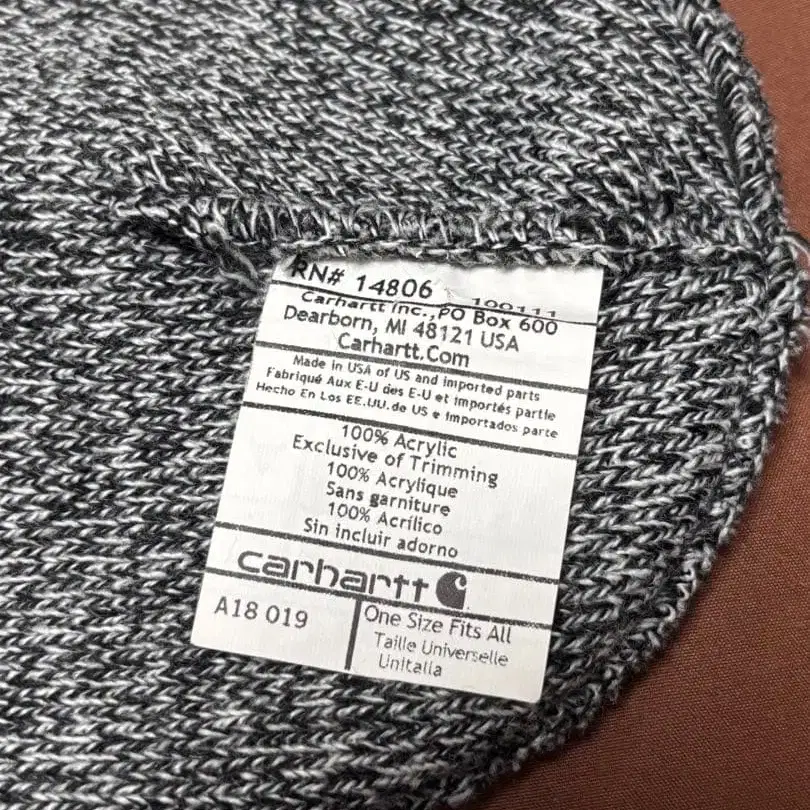 RN# 14806 100111
Carhartt Inc., PO Box 600
Dearborn, MI 48121 USA
Carhartt.Com
Made in USA of US and imported parts
Fabriqué Aux E-U des E-U et importés partie
Hecho En Los EE.UU. de US e Importados parte
100% Acrylic
Exclusive of Trimming
100% Acrylique
Sans garniture
100% Acrílico
Sin incluir adorno
carhartt
A18 019
One Size Fits All
Taille Universelle
Unitalla